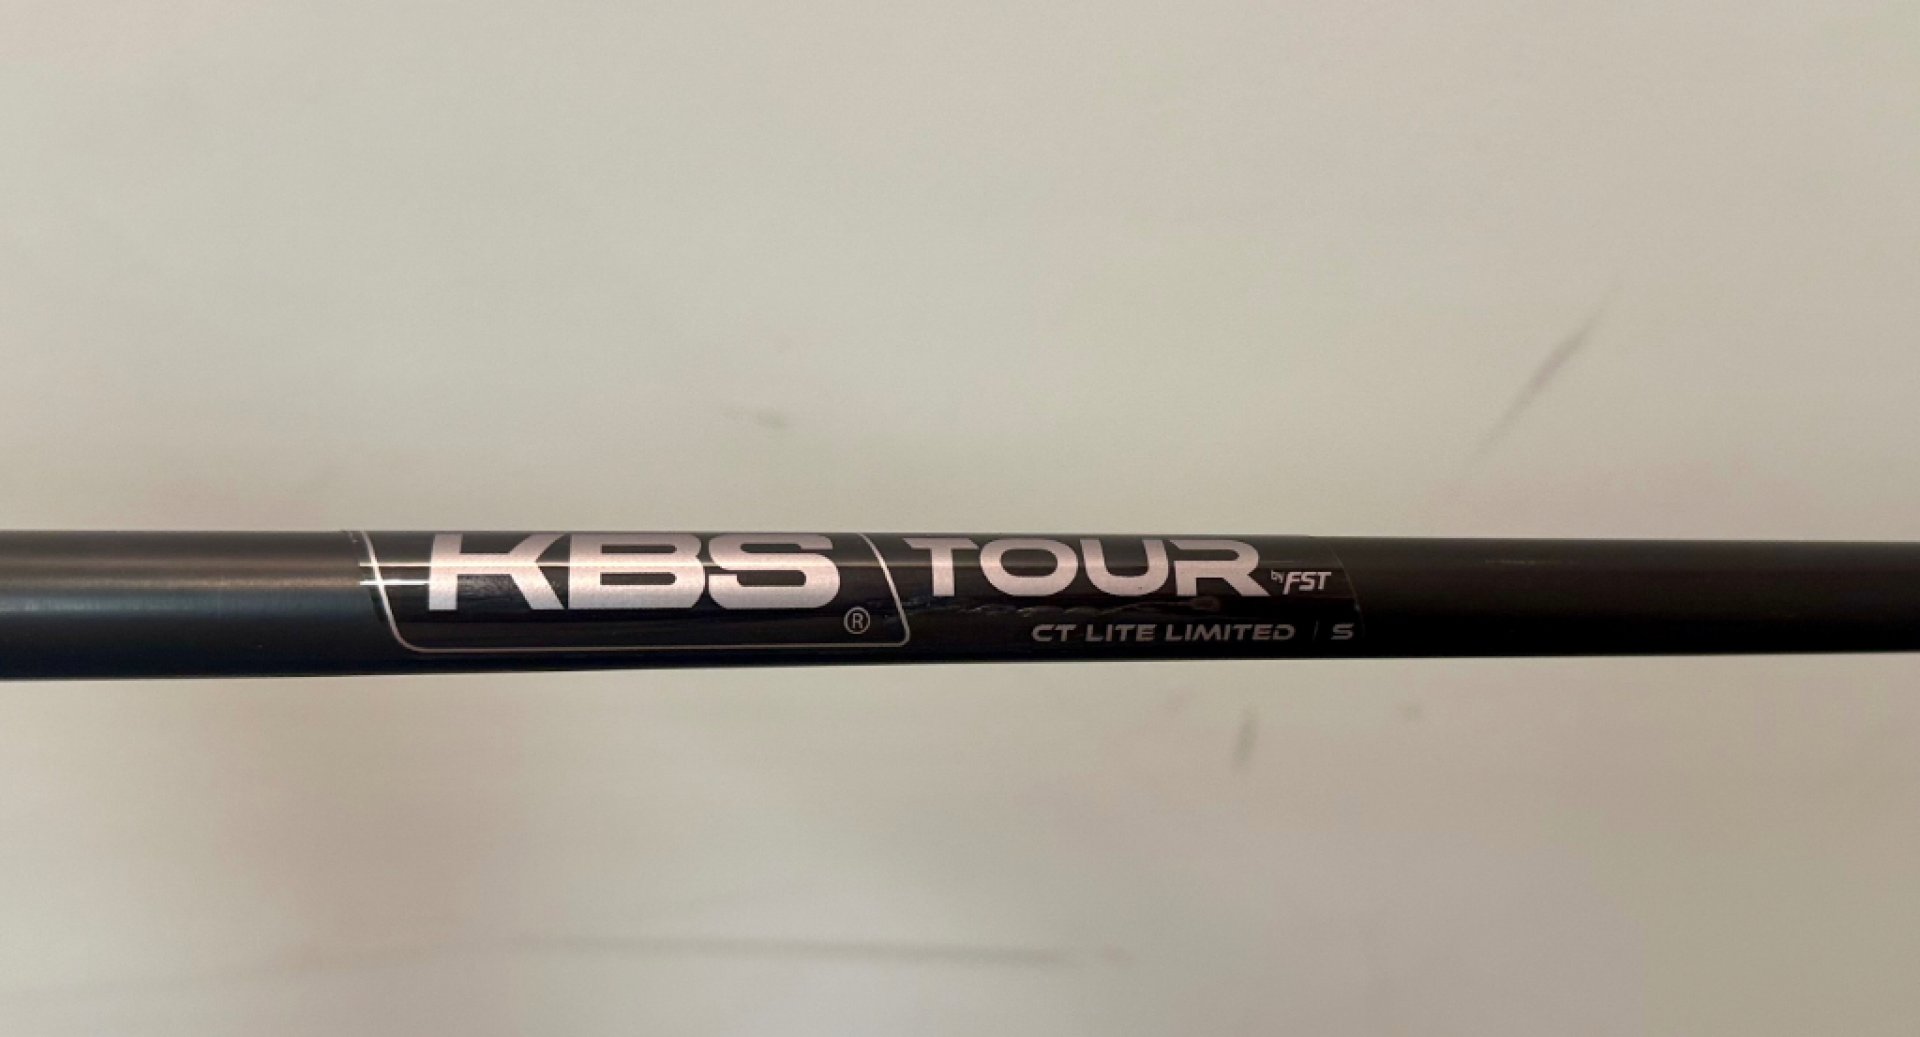 KBS® TOUR by FST
CT LITE LIMITED | S